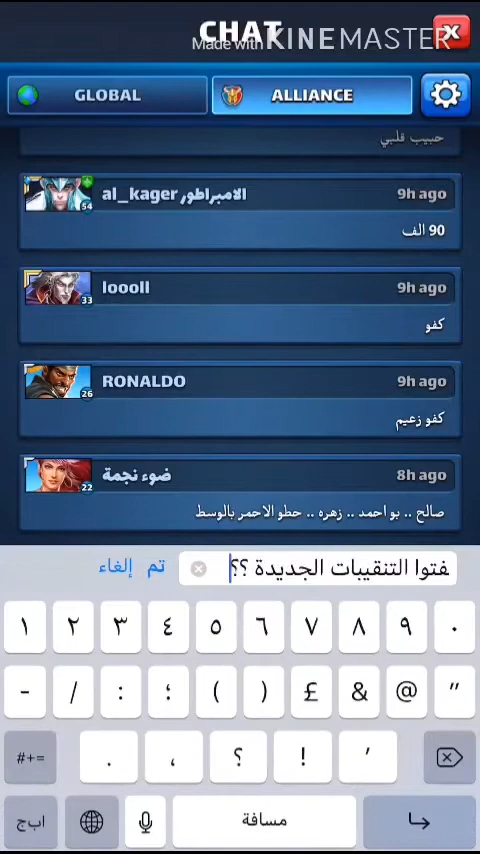 CHAT
Made with KINEMASTER
X
GLOBAL
ALLIANCE
حبيب قلبي
54
al_kager الامبراطور
9h ago
90 الف
33
loooll
9h ago
كفو
26
RONALDO
9h ago
كفو زعيم
22
ضوء نجمة
8h ago
صالح .. بو احمد .. زهره .. حطو الاحمر بالوسط
إلغاء
تم
فتوا التنقيبات الجديدة ؟؟
١ ٢ ٣ ٤ ٥ ٦ ٧ ٨ ٩ ٠
- / : ؛ ( ) £ & @ "
#+= . ، ؟ ! '
اب‌ج
مسافة